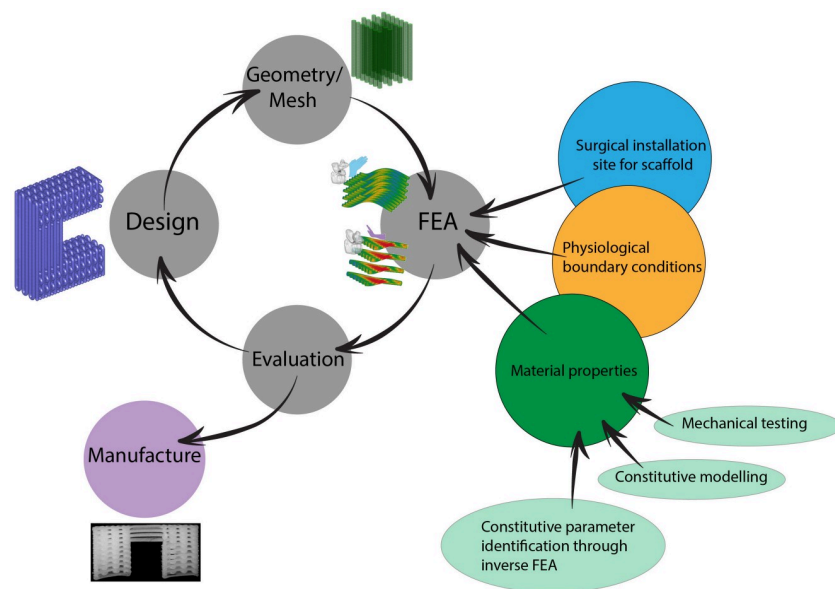 Geometry/
Mesh
Design
FEA
Evaluation
Manufacture
Surgical installation
site for scaffold
Physiological
boundary conditions
Material properties
Mechanical testing
Constitutive modelling
Constitutive parameter
identification through
inverse FEA